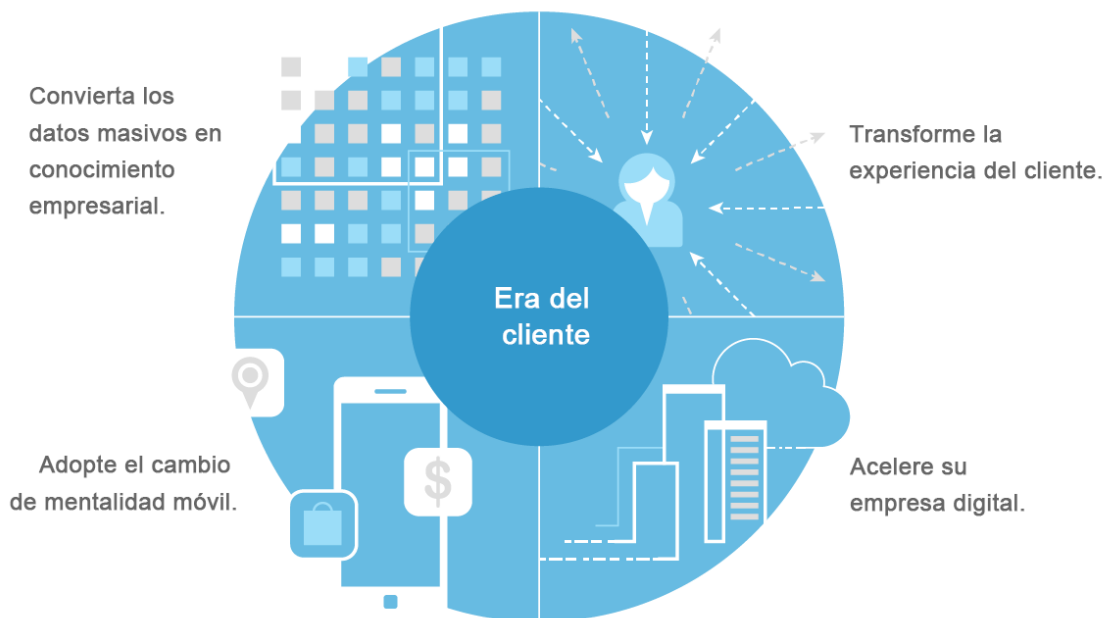 Convierta los
datos masivos en
conocimiento
empresarial.
Transforme la
experiencia del cliente.
Era del
cliente
$
Adopte el cambio
de mentalidad móvil.
Acelere su
empresa digital.